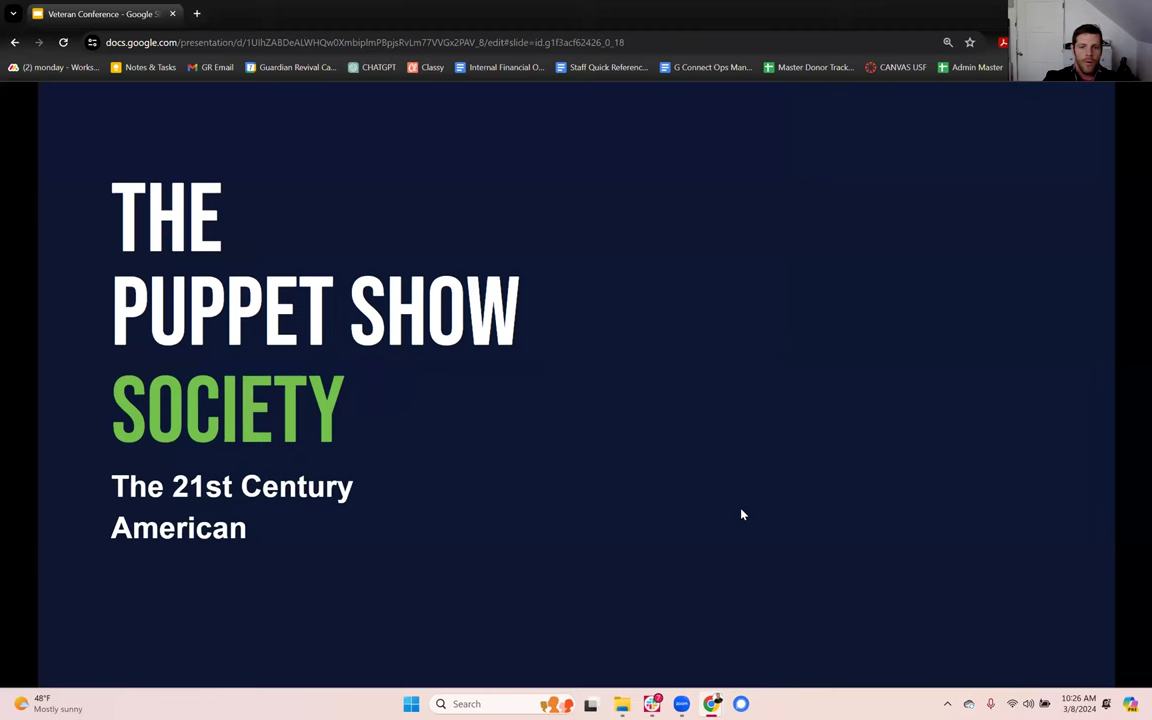 Veteran Conference - Google S
docs.google.com/presentation/d/1UIhZABDeALWHQw0XmbiplmPBpjsRvLm77VVGx2PAV_8/edit#slide=id.g1f3acf62426_0_18
(2) monday - Works...
Notes & Tasks
GR Email
Guardian Revival Ca...
CHATGPT
Classy
Internal Financial O...
Staff Quick Referenc...
G Connect Ops Man...
Master Donor Track...
CANVAS USF
Admin Master
THE
PUPPET SHOW
SOCIETY
The 21st Century
American
48°F
Mostly sunny
Search
10:26 AM
3/8/2024